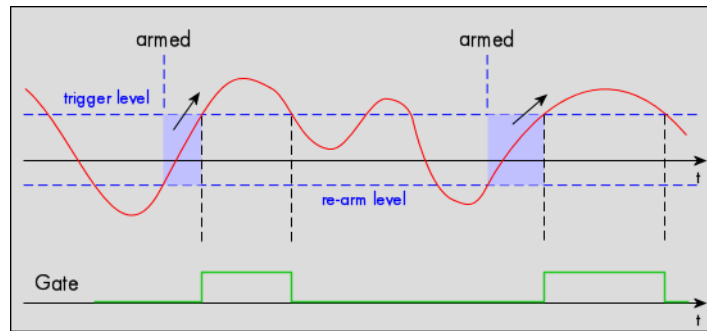 armed armed
trigger level
t
re-arm level
Gate
t